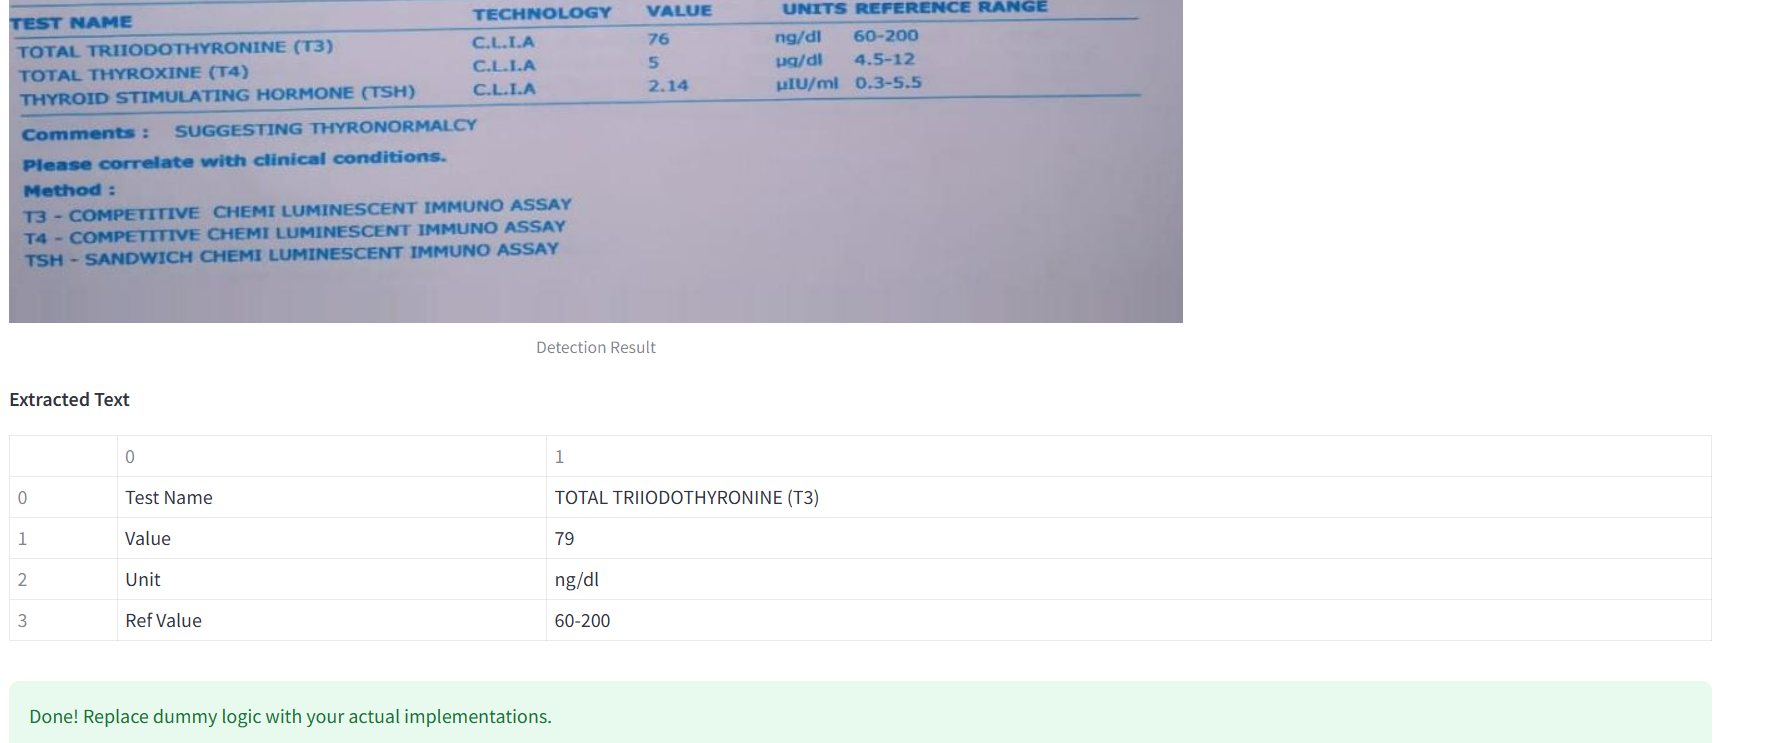 TEST NAME TECHNOLOGY VALUE UNITS REFERENCE RANGE
TOTAL TRIIODOTHYRONINE (T3) C.L.I.A 76 ng/dl 60-200
TOTAL THYROXINE (T4) C.L.I.A 5 µg/dl 4.5-12
THYROID STIMULATING HORMONE (TSH) C.L.I.A 2.14 µIU/ml 0.3-5.5
Comments : SUGGESTING THYRONORMALCY
Please correlate with clinical conditions.
Method :
T3 - COMPETITIVE CHEMI LUMINESCENT IMMUNO ASSAY
T4 - COMPETITIVE CHEMI LUMINESCENT IMMUNO ASSAY
TSH - SANDWICH CHEMI LUMINESCENT IMMUNO ASSAY
Detection Result
Extracted Text
0 1
0 Test Name TOTAL TRIIODOTHYRONINE (T3)
1 Value 79
2 Unit ng/dl
3 Ref Value 60-200
Done! Replace dummy logic with your actual implementations.